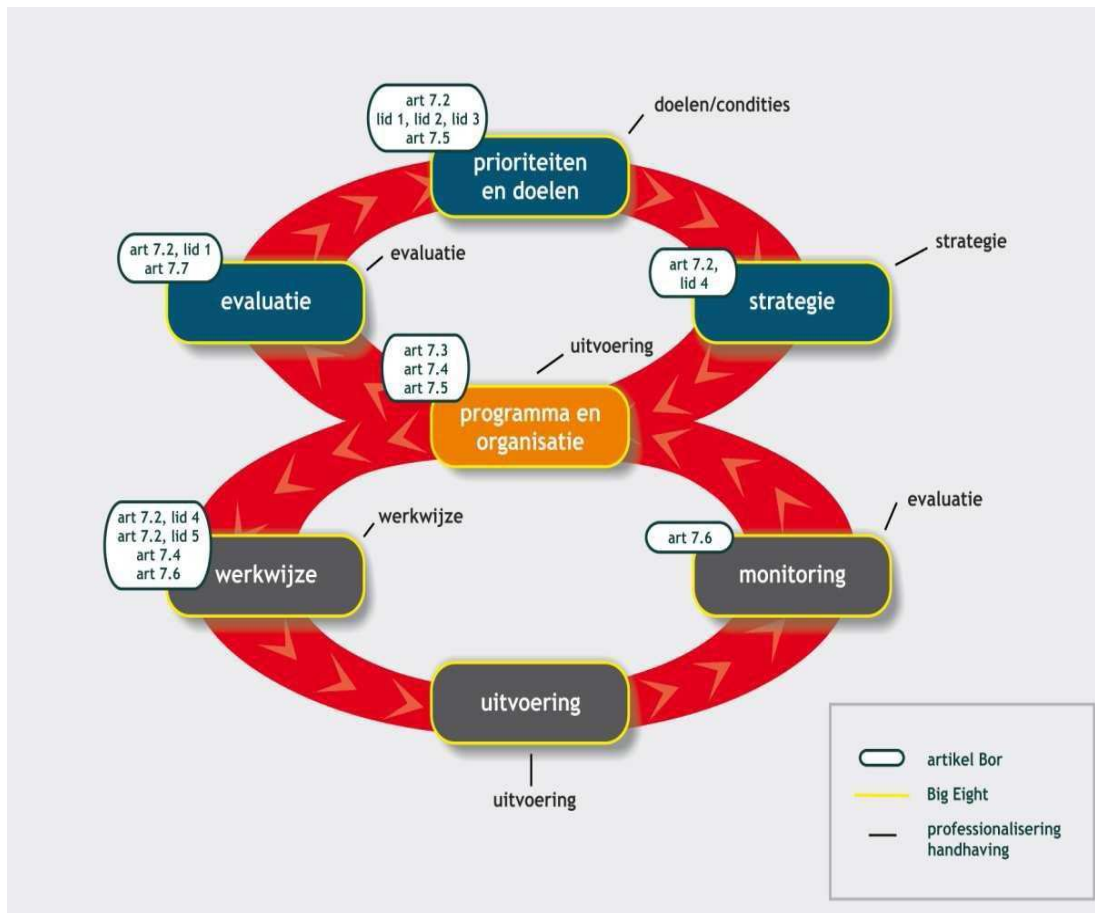 art 7.2
lid 1, lid 2, lid 3
art 7.5
doelen/condities
prioriteiten
en doelen
art 7.2, lid 1
art 7.7
evaluatie
evaluatie
art 7.2,
lid 4
strategie
strategie
art 7.3
art 7.4
art 7.5
uitvoering
programma en
organisatie
art 7.2, lid 4
art 7.2, lid 5
art 7.4
art 7.6
werkwijze
werkwijze
art 7.6
evaluatie
monitoring
uitvoering
uitvoering
artikel Bor
Big Eight
professionalisering
handhaving